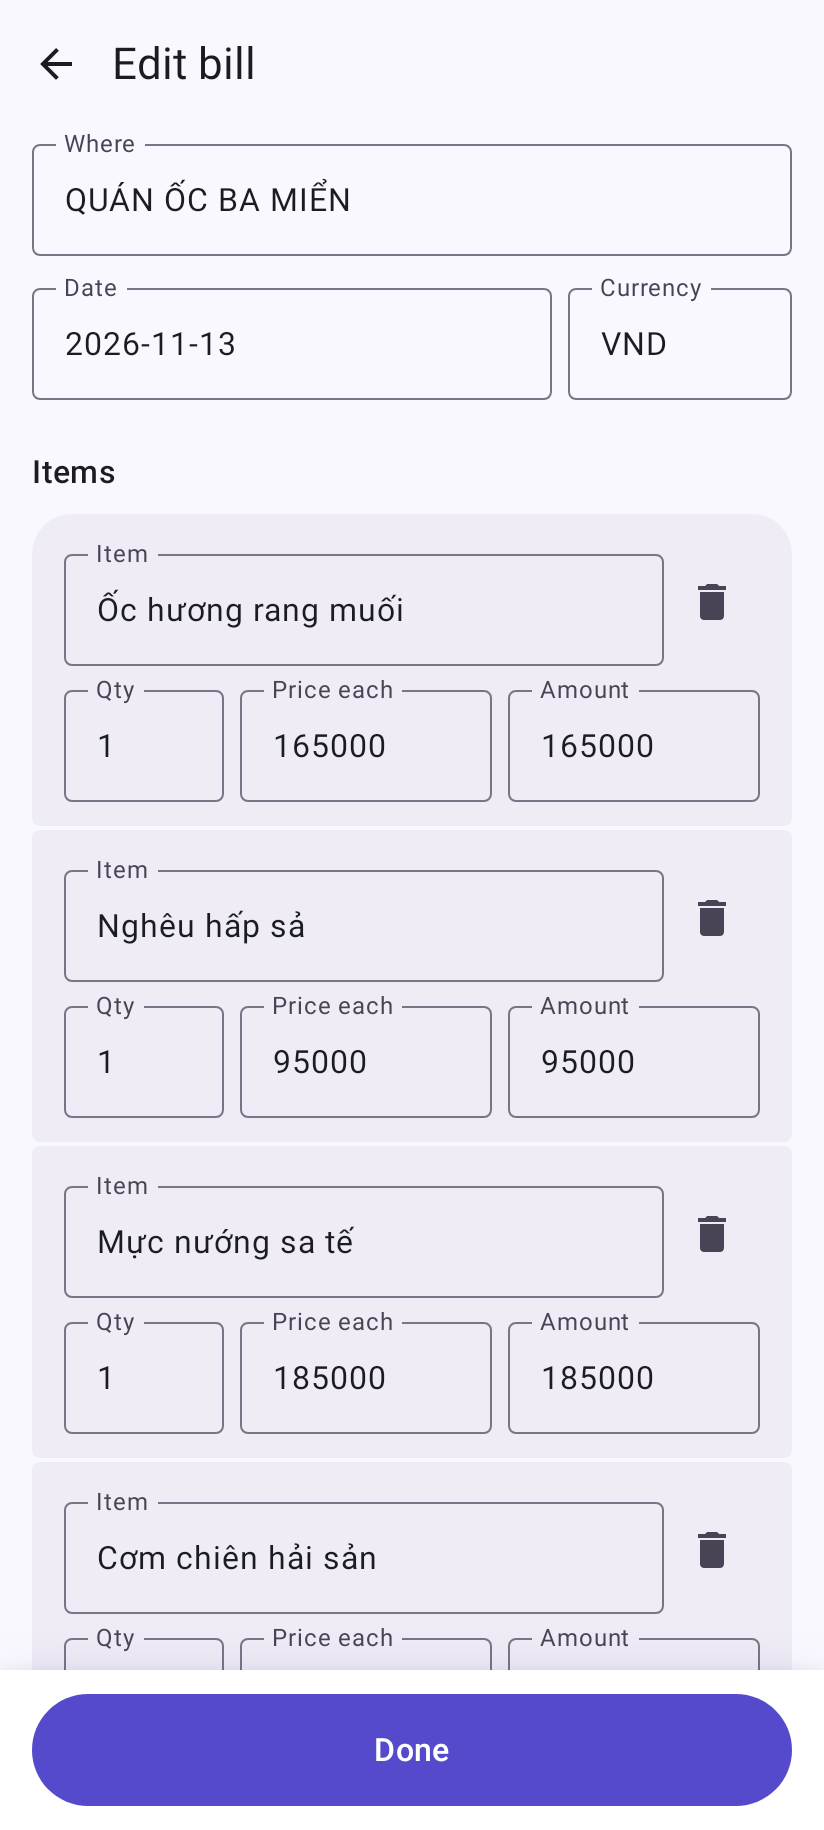 Edit bill
Where
QUÁN ỐC BA MIỂN
Date
Currency
2026-11-13
VND
Items
Item
Ốc hương rang muối
Qty
Price each
Amount
1
165000
165000
Item
Nghêu hấp sả
Qty
Price each
Amount
1
95000
95000
Item
Mực nướng sa tế
Qty
Price each
Amount
1
185000
185000
Item
Cơm chiên hải sản
Qty
Price each
Amount
Done